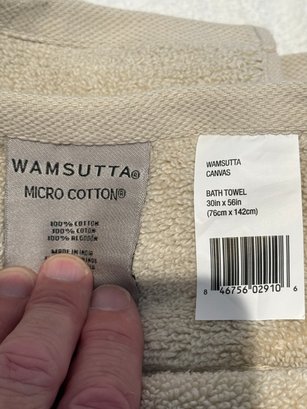 WAMSUTTA®
MICRO COTTON®
100% COTTON
100% COTON
100% ALGODÓN
MADE IN INDIA
WAMSUTTA
CANVAS
BATH TOWEL
30in x 56in
(76cm x 142cm)
8 46756 02910 6